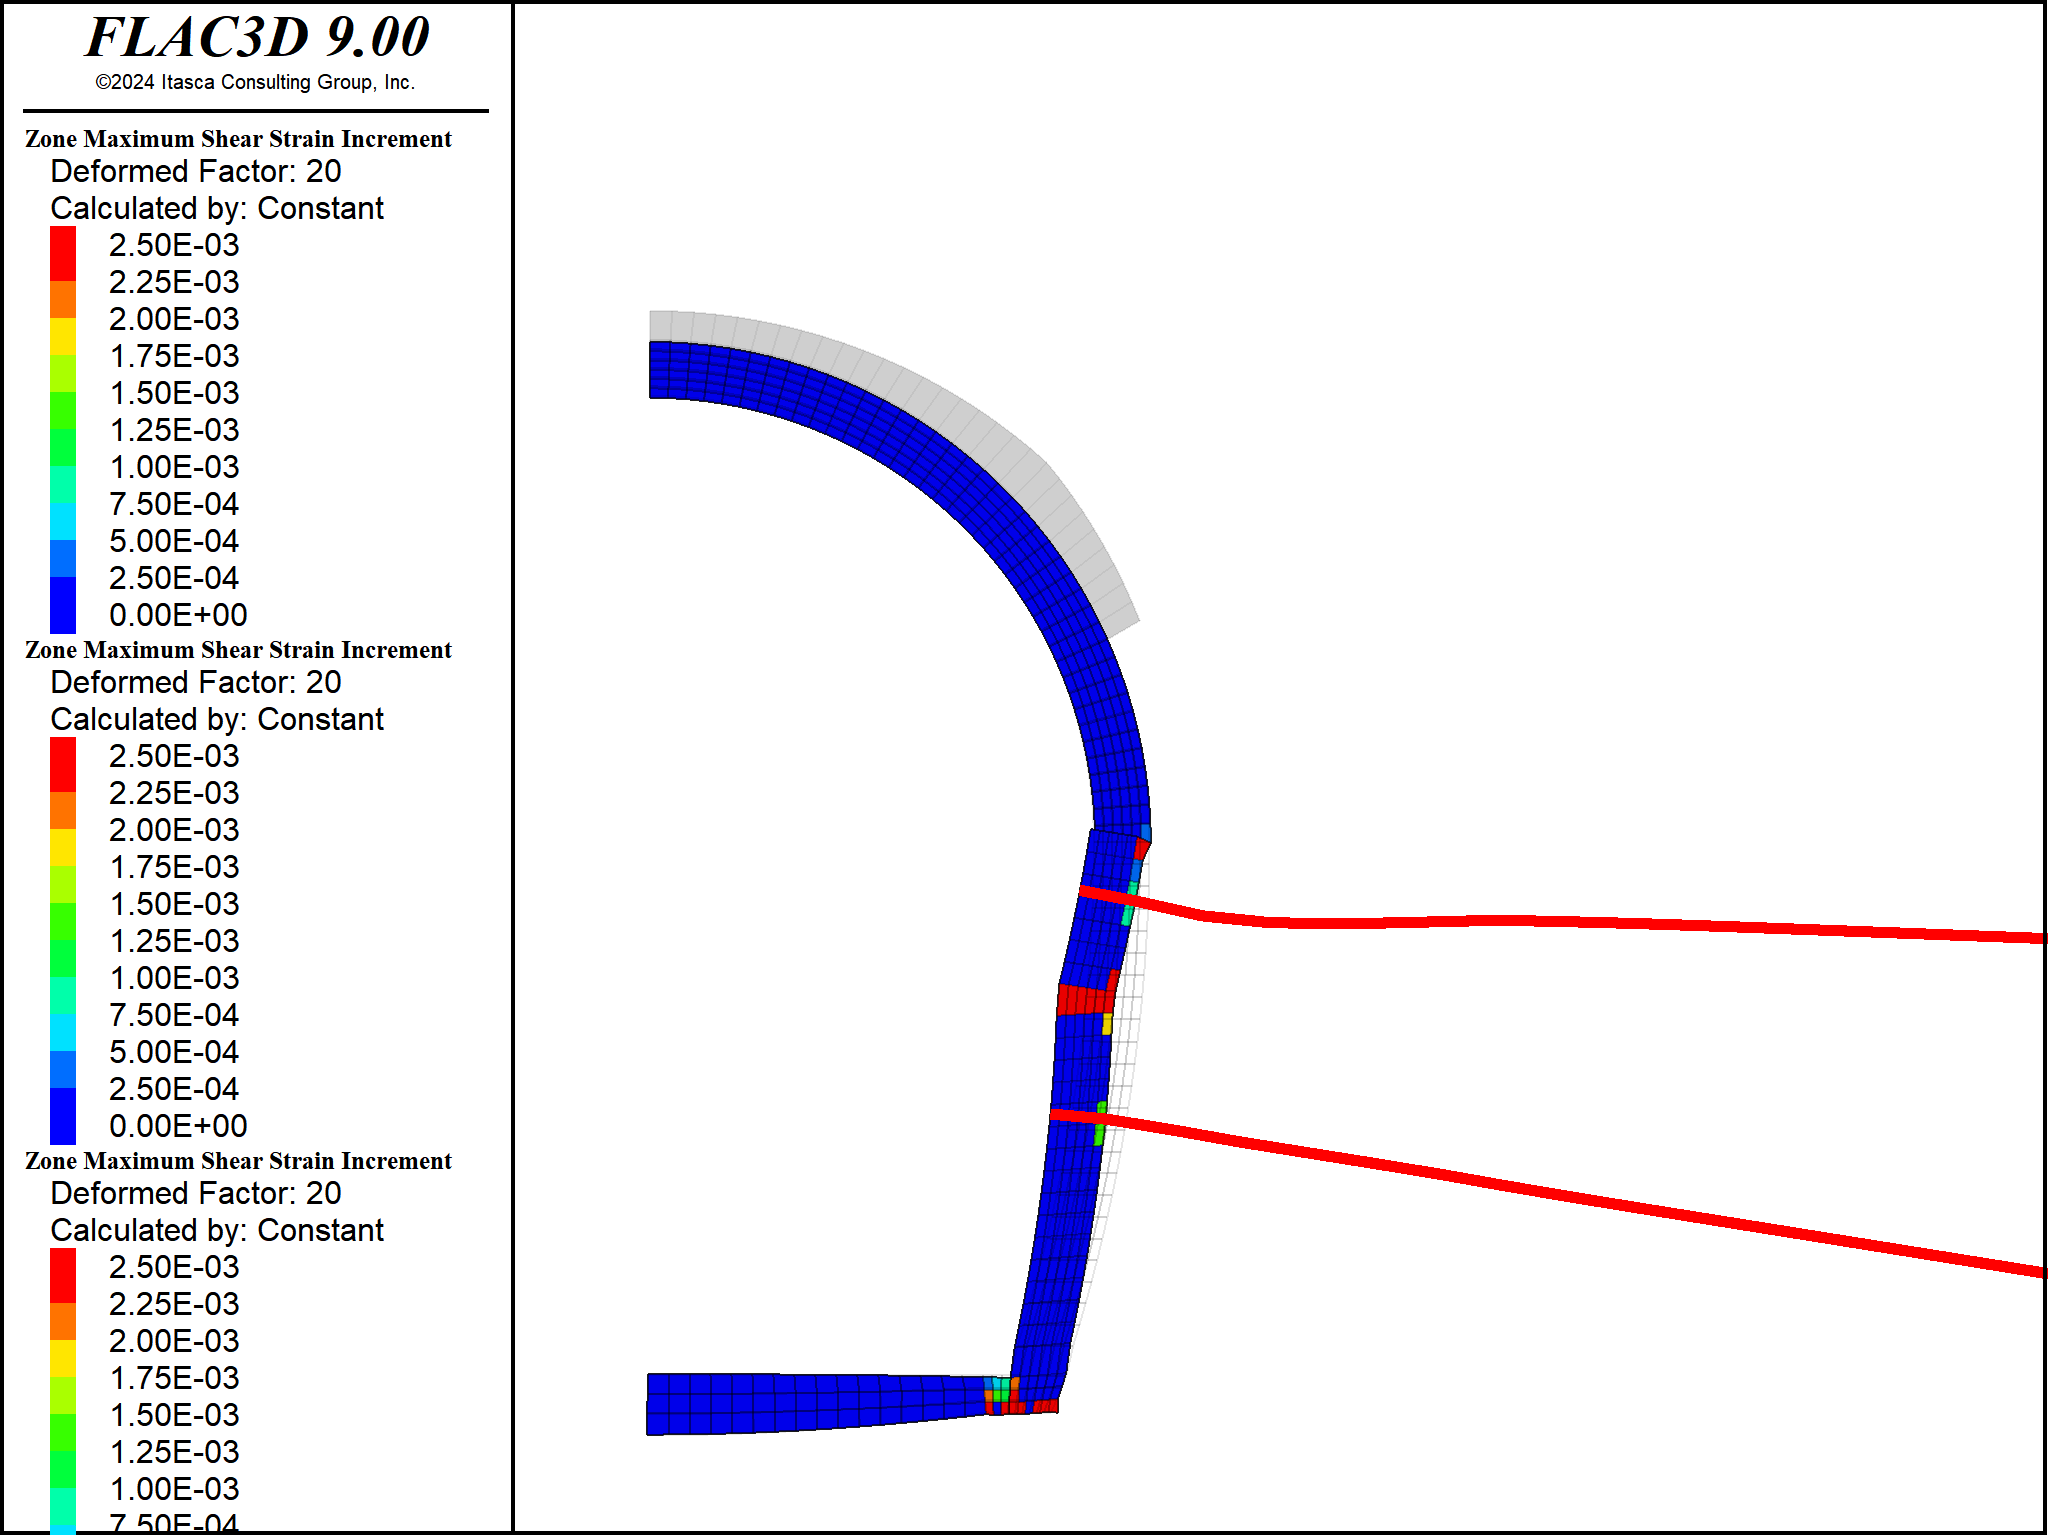 FLAC3D 9.00
©2024 Itasca Consulting Group, Inc.
Zone Maximum Shear Strain Increment
Deformed Factor: 20
Calculated by: Constant
2.50E-03
2.25E-03
2.00E-03
1.75E-03
1.50E-03
1.25E-03
1.00E-03
7.50E-04
5.00E-04
2.50E-04
0.00E+00
Zone Maximum Shear Strain Increment
Deformed Factor: 20
Calculated by: Constant
2.50E-03
2.25E-03
2.00E-03
1.75E-03
1.50E-03
1.25E-03
1.00E-03
7.50E-04
5.00E-04
2.50E-04
0.00E+00
Zone Maximum Shear Strain Increment
Deformed Factor: 20
Calculated by: Constant
2.50E-03
2.25E-03
2.00E-03
1.75E-03
1.50E-03
1.25E-03
1.00E-03
7.50E-04